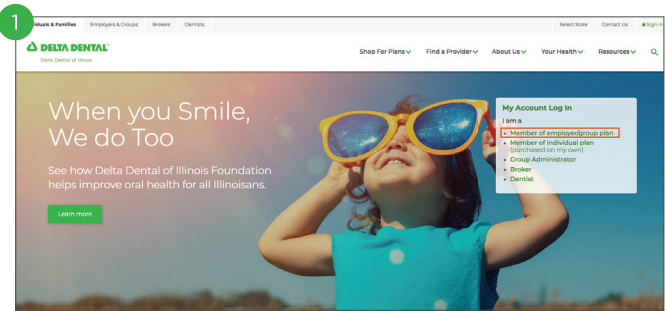 1
Individuals & Families Employers & Groups Brokers Dentists Select State Contact Us Sign In
DELTA DENTAL®
Delta Dental of Illinois
Shop For Plans Find a Provider About Us Your Health Resources
When you Smile,
We do Too
See how Delta Dental of Illinois Foundation
helps improve oral health for all Illinoisans.
Learn more
My Account Log In
I am a
• Member of employer/group plan
• Member of individual plan
(purchased on my own)
• Group Administrator
• Broker
• Dentist